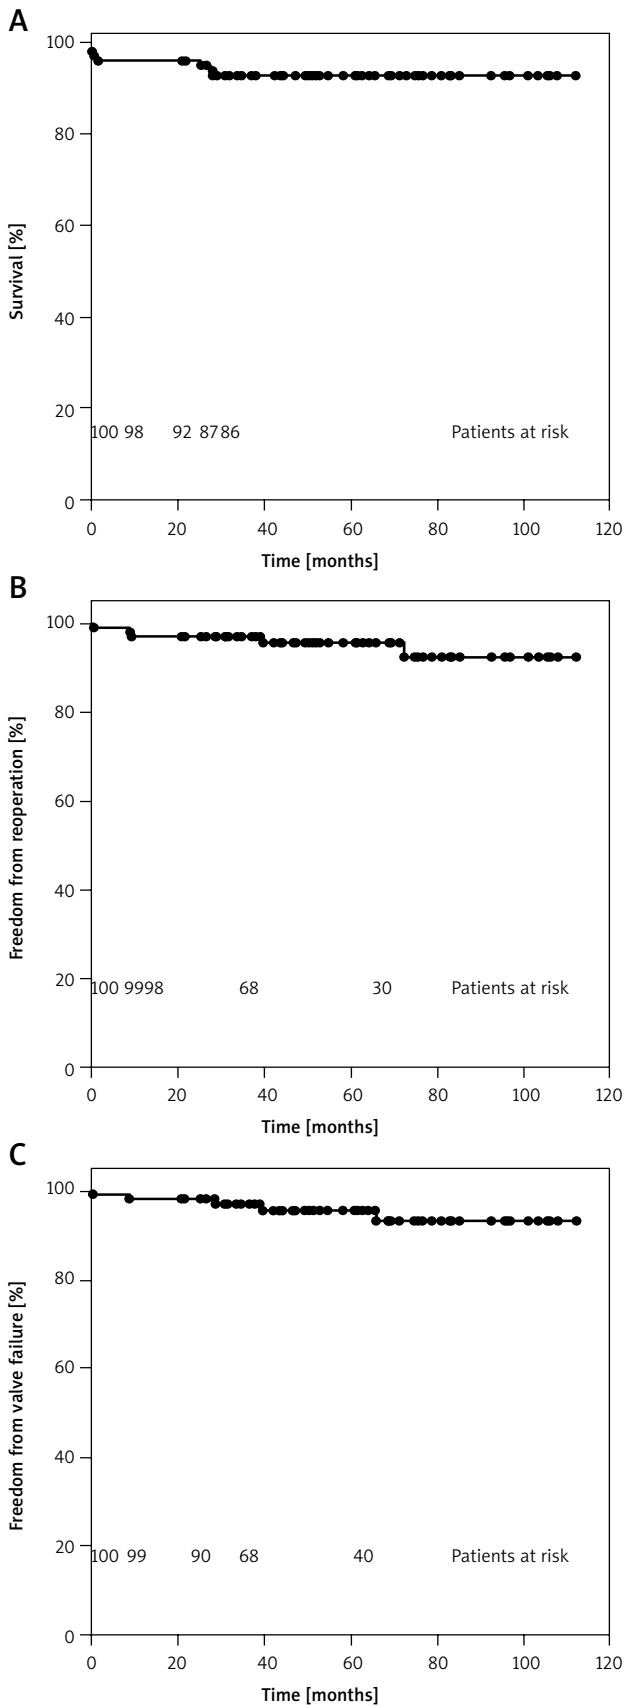 A
100
80
60
40
20
0
Survival [%]
100 98 92 87 86 Patients at risk
0 20 40 60 80 100 120
Time [months]
B
100
80
60
40
20
0
Freedom from reoperation [%]
100 99 98 68 30 Patients at risk
0 20 40 60 80 100 120
Time [months]
C
100
80
60
40
20
0
Freedom from valve failure [%]
100 99 90 68 40 Patients at risk
0 20 40 60 80 100 120
Time [months]